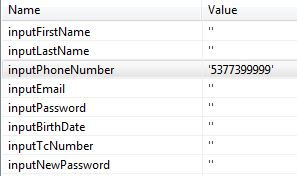 Name Value
inputFirstName ''
inputLastName ''
inputPhoneNumber '5377399999'
inputEmail ''
inputPassword ''
inputBirthDate ''
inputTcNumber ''
inputNewPassword ''